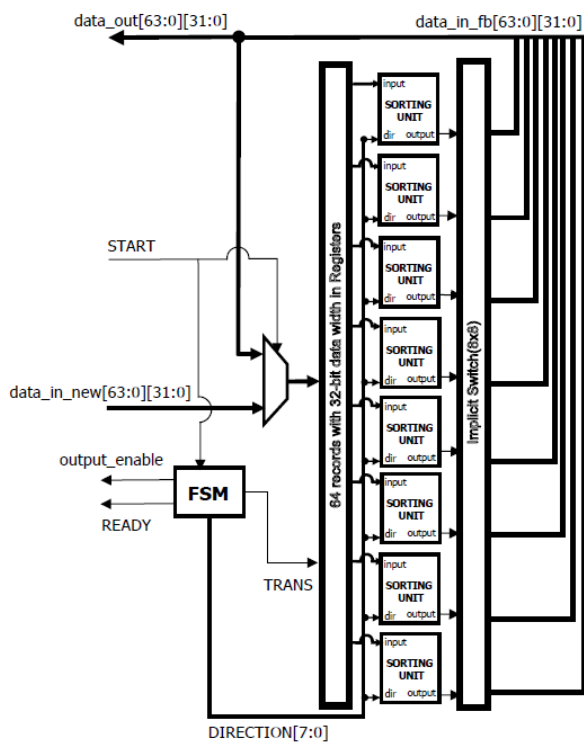 data_out[63:0][31:0]
data_in_fb[63:0][31:0]
input
SORTING
UNIT
dir output
input
SORTING
UNIT
dir output
input
SORTING
UNIT
dir output
input
SORTING
UNIT
dir output
input
SORTING
UNIT
dir output
input
SORTING
UNIT
dir output
input
SORTING
UNIT
dir output
input
SORTING
UNIT
dir output
64 records with 32-bit data width in Registers
Implicit Switch(8x8)
START
data_in_new[63:0][31:0]
output_enable
FSM
READY
TRANS
DIRECTION[7:0]